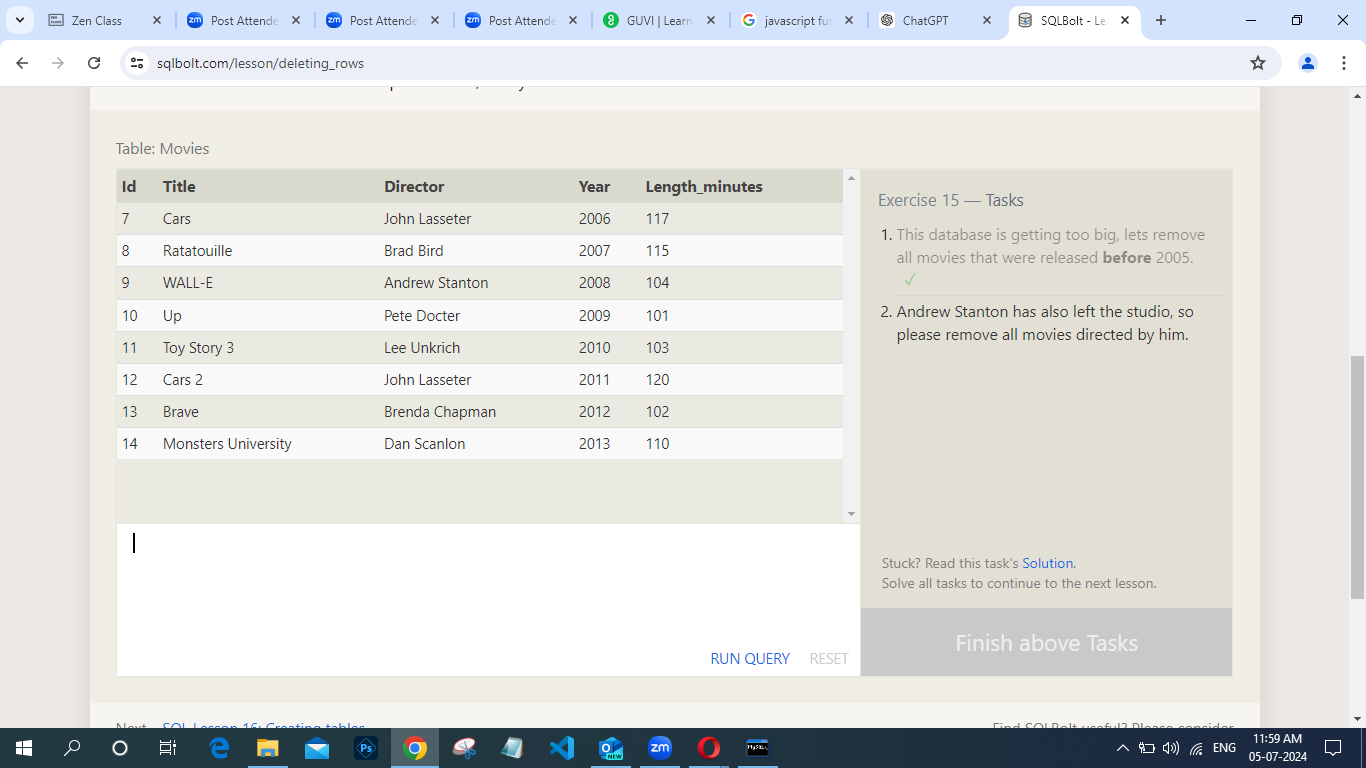 Zen Class
Post Attende
Post Attende
Post Attende
GUVI | Learn
javascript fun
ChatGPT
SQLBolt - Le
sqlbolt.com/lesson/deleting_rows
Table: Movies
Id Title Director Year Length_minutes
7 Cars John Lasseter 2006 117
8 Ratatouille Brad Bird 2007 115
9 WALL-E Andrew Stanton 2008 104
10 Up Pete Docter 2009 101
11 Toy Story 3 Lee Unkrich 2010 103
12 Cars 2 John Lasseter 2011 120
13 Brave Brenda Chapman 2012 102
14 Monsters University Dan Scanlon 2013 110
RUN QUERY RESET
Exercise 15 — Tasks
1. This database is getting too big, lets remove
all movies that were released before 2005.
✓
2. Andrew Stanton has also left the studio, so
please remove all movies directed by him.
Stuck? Read this task's Solution.
Solve all tasks to continue to the next lesson.
Finish above Tasks
Next – SQL Lesson 16: Creating tables
Find SQLBolt useful? Please consider
ENG
11:59 AM
05-07-2024